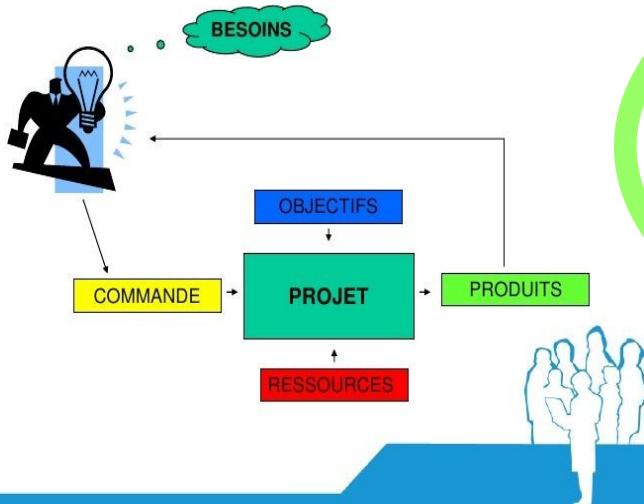 BESOINS
OBJECTIFS
COMMANDE
PROJET
PRODUITS
RESSOURCES